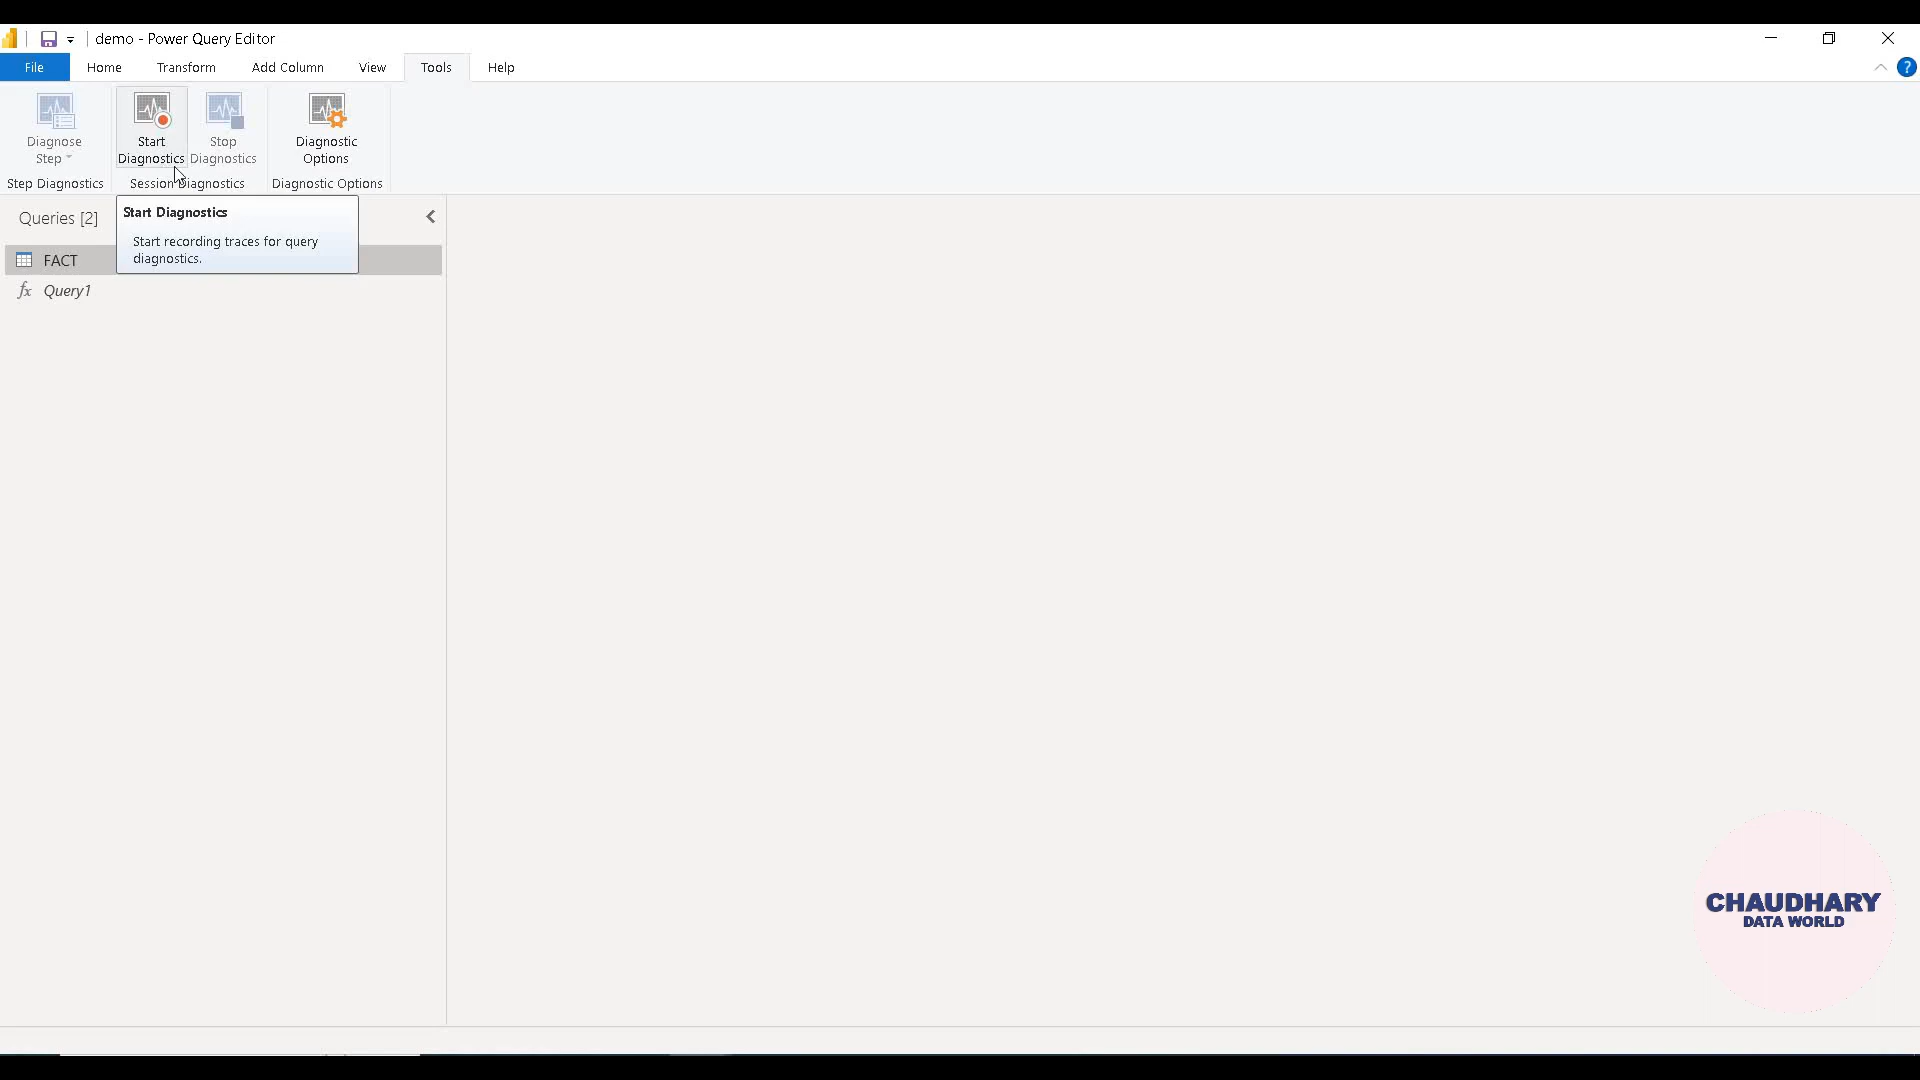 demo - Power Query Editor
File Home Transform Add Column View Tools Help
?
Diagnose Step
Start Diagnostics
Stop Diagnostics
Diagnostic Options
Step Diagnostics
Session Diagnostics
Diagnostic Options
Queries [2]
Start Diagnostics
Start recording traces for query
diagnostics.
FACT
fx Query1
CHAUDHARY
DATA WORLD